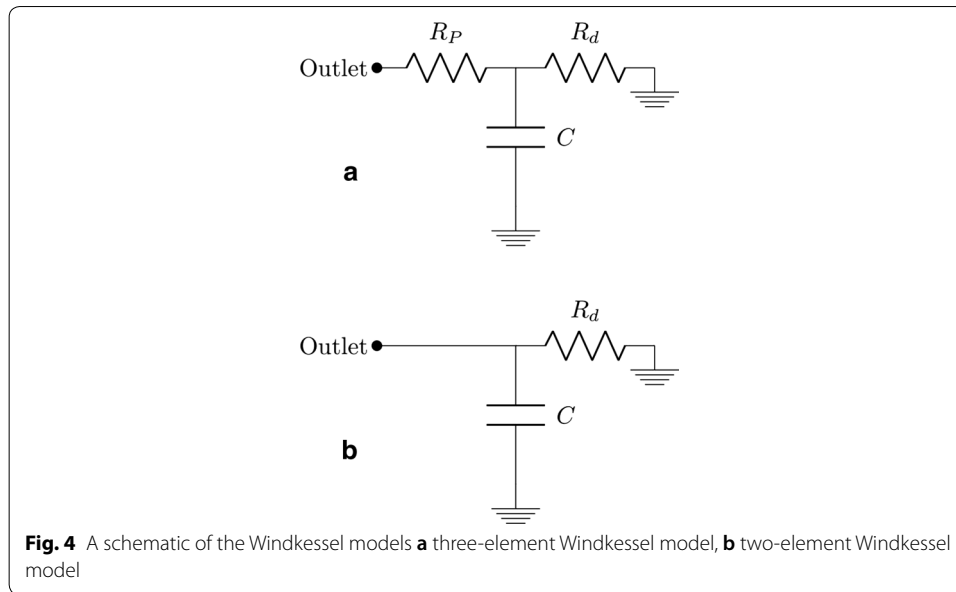 R_P
R_d
Outlet
C
a
R_d
Outlet
C
b
Fig. 4 A schematic of the Windkessel models a three-element Windkessel model, b two-element Windkessel
model